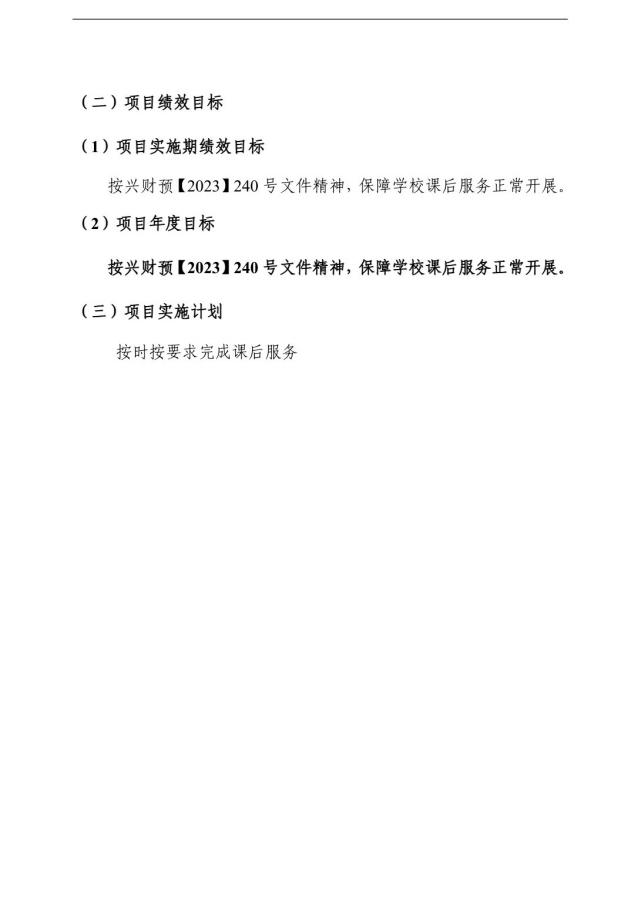 （二）项目绩效目标
（1）项目实施期绩效目标
按兴财预【2023】240 号文件精神，保障学校课后服务正常开展。
（2）项目年度目标
按兴财预【2023】240 号文件精神，保障学校课后服务正常开展。
（三）项目实施计划
按时按要求完成课后服务